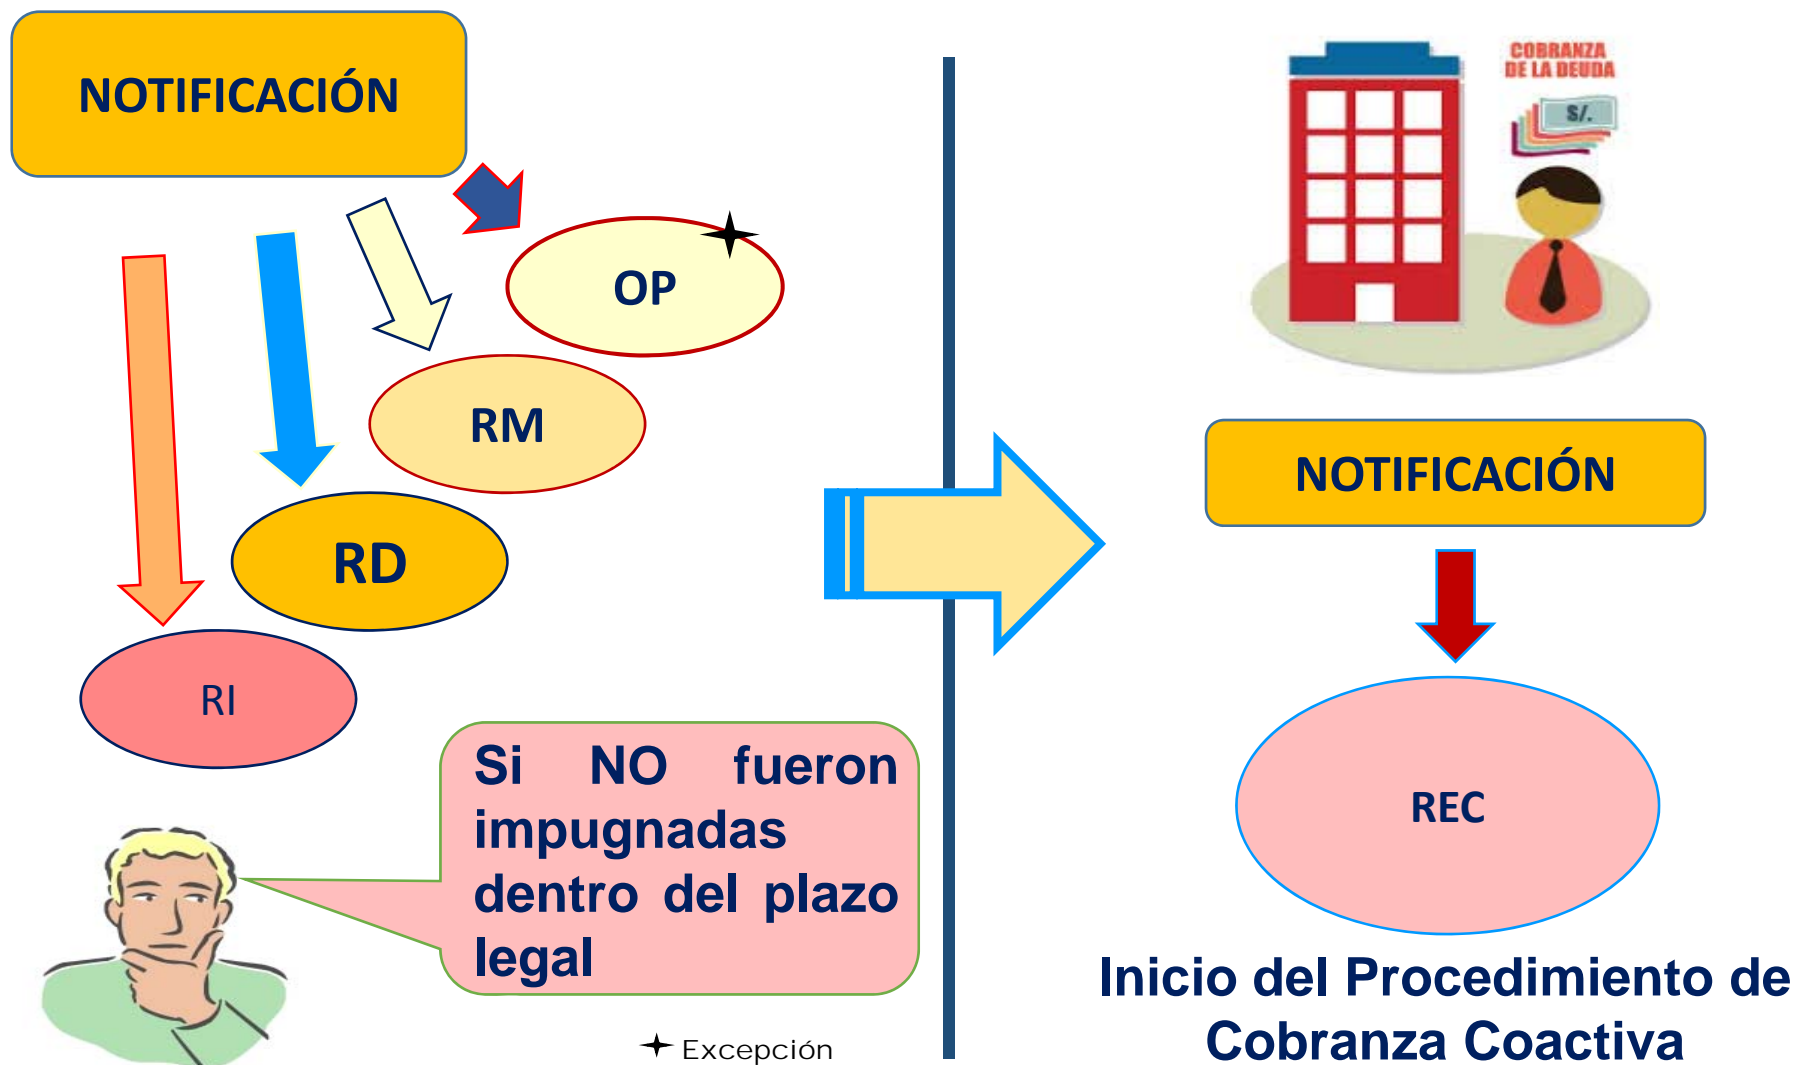 NOTIFICACIÓN
OP
RM
RD
RI
Si NO fueron
impugnadas
dentro del plazo
legal
Excepción
COBRANZA
DE LA DEUDA
S/.
NOTIFICACIÓN
REC
Inicio del Procedimiento de
Cobranza Coactiva